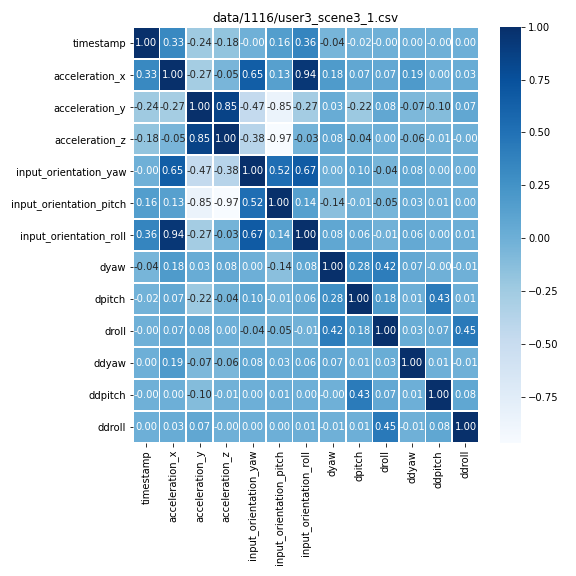 data/1116/user3_scene3_1.csv
timestamp 1.00 0.33 -0.24 -0.18 -0.00 0.16 0.36 -0.04 -0.02 -0.00 0.00 -0.00 0.00
acceleration_x 0.33 1.00 -0.27 -0.05 0.65 0.13 0.94 0.18 0.07 0.07 0.19 0.00 0.03
acceleration_y -0.24 -0.27 1.00 0.85 -0.47 -0.85 -0.27 0.03 -0.22 0.08 -0.07 -0.10 0.07
acceleration_z -0.18 -0.05 0.85 1.00 -0.38 -0.97 -0.03 0.08 -0.04 0.00 -0.06 -0.01 -0.00
input_orientation_yaw -0.00 0.65 -0.47 -0.38 1.00 0.52 0.67 0.00 0.10 -0.04 0.08 0.00 0.00
input_orientation_pitch 0.16 0.13 -0.85 -0.97 0.52 1.00 0.14 -0.14 -0.01 -0.05 0.03 0.01 0.00
input_orientation_roll 0.36 0.94 -0.27 -0.03 0.67 0.14 1.00 0.08 0.06 -0.01 0.06 0.00 0.01
dyaw -0.04 0.18 0.03 0.08 0.00 -0.14 0.08 1.00 0.28 0.42 0.07 -0.00 -0.01
dpitch -0.02 0.07 -0.22 -0.04 0.10 -0.01 0.06 0.28 1.00 0.18 0.01 0.43 0.01
droll -0.00 0.07 0.08 0.00 -0.04 -0.05 -0.01 0.42 0.18 1.00 0.03 0.07 0.45
ddyaw 0.00 0.19 -0.07 -0.06 0.08 0.03 0.06 0.07 0.01 0.03 1.00 0.01 -0.01
ddpitch -0.00 0.00 -0.10 -0.01 0.00 0.01 0.00 -0.00 0.43 0.07 0.01 1.00 0.08
ddroll 0.00 0.03 0.07 -0.00 0.00 0.00 0.01 -0.01 0.01 0.45 -0.01 0.08 1.00
timestamp
acceleration_x
acceleration_y
acceleration_z
input_orientation_yaw
input_orientation_pitch
input_orientation_roll
dyaw
dpitch
droll
ddyaw
ddpitch
ddroll
1.00
0.75
0.50
0.25
0.00
−0.25
−0.50
−0.75